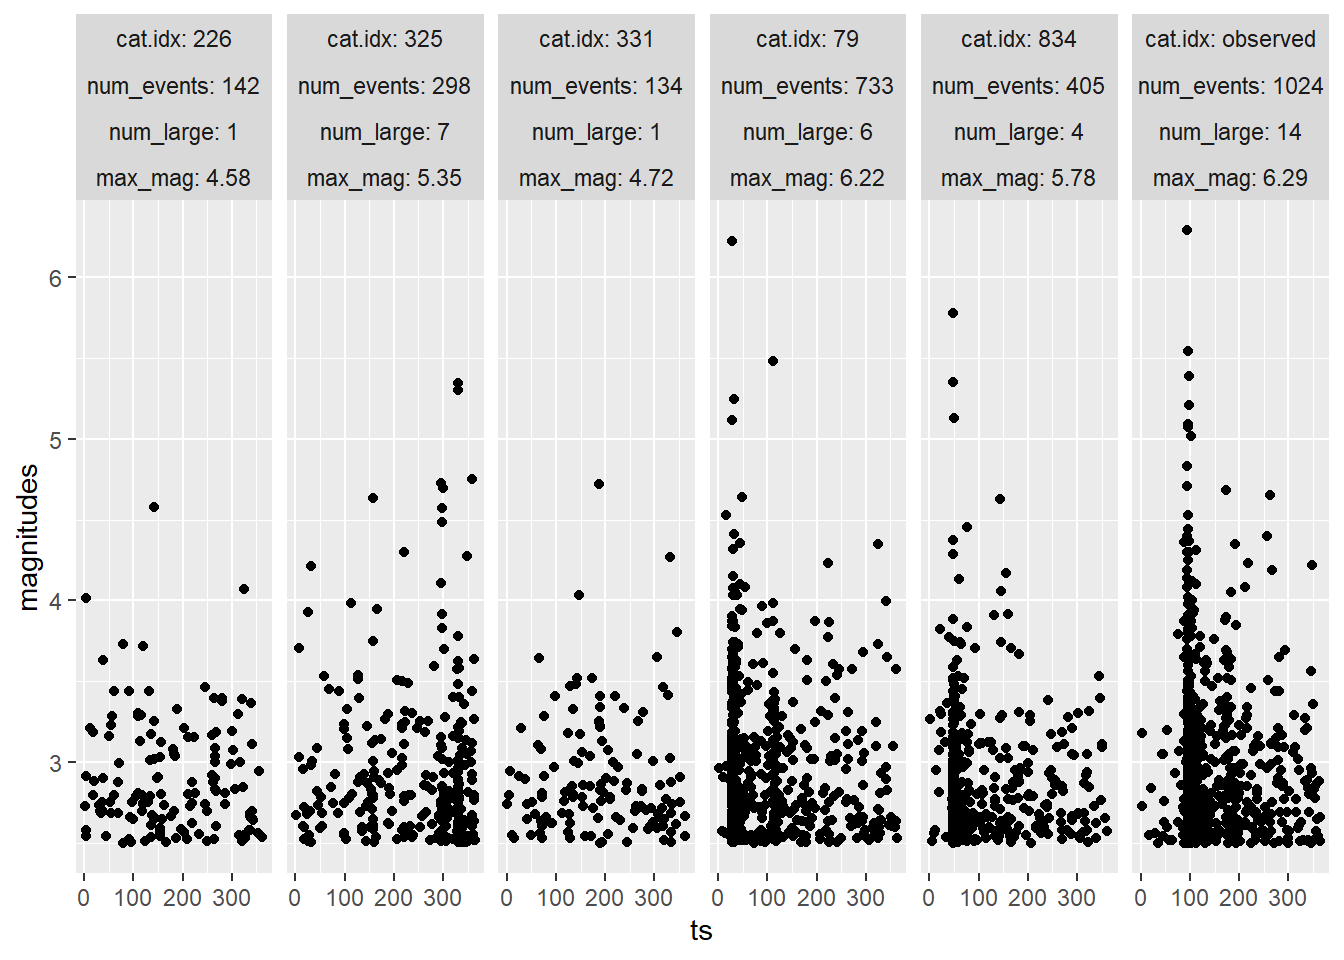 cat.idx: 226 cat.idx: 325 cat.idx: 331 cat.idx: 79 cat.idx: 834 cat.idx: observed
num_events: 142 num_events: 298 num_events: 134 num_events: 733 num_events: 405 num_events: 1024
num_large: 1 num_large: 7 num_large: 1 num_large: 6 num_large: 4 num_large: 14
max_mag: 4.58 max_mag: 5.35 max_mag: 4.72 max_mag: 6.22 max_mag: 5.78 max_mag: 6.29
6
5
magnitudes
4
3
0 100 200 300 0 100 200 300 0 100 200 300 0 100 200 300 0 100 200 300 0 100 200 300
ts